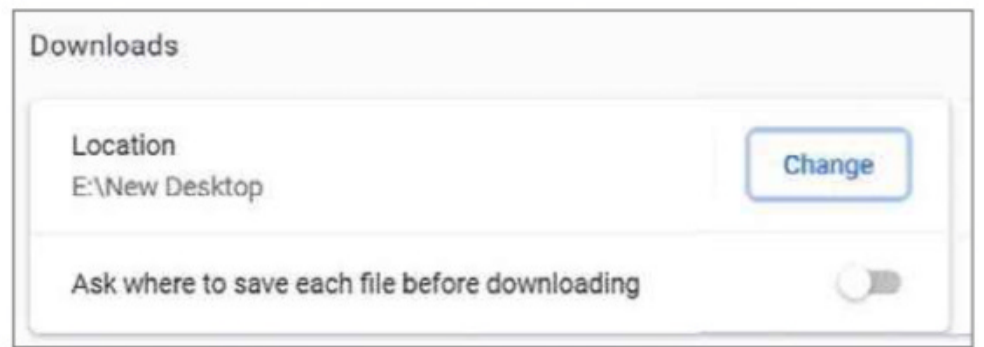 Downloads
Location
Change
E:\New Desktop
Ask where to save each file before downloading